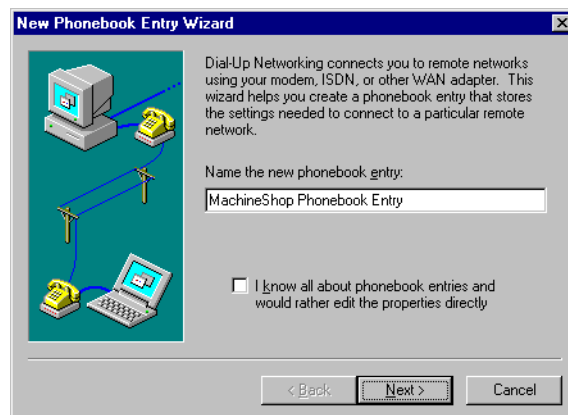 New Phonebook Entry Wizard
Dial-Up Networking connects you to remote networks
using your modem, ISDN, or other WAN adapter. This
wizard helps you create a phonebook entry that stores
the settings needed to connect to a particular remote
network.
Name the new phonebook entry:
MachineShop Phonebook Entry
I know all about phonebook entries and
would rather edit the properties directly
< Back
Next >
Cancel